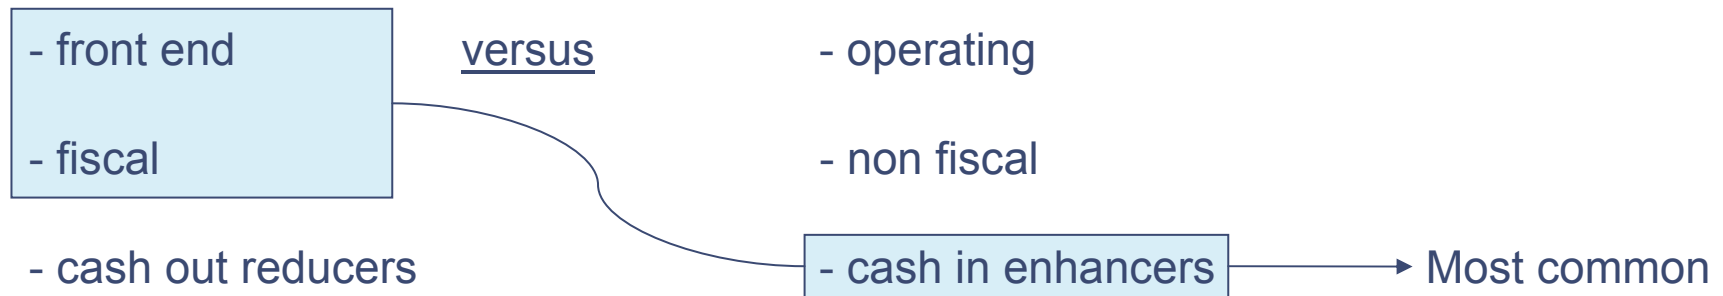 - front end versus - operating
- fiscal - non fiscal
- cash out reducers - cash in enhancers Most common